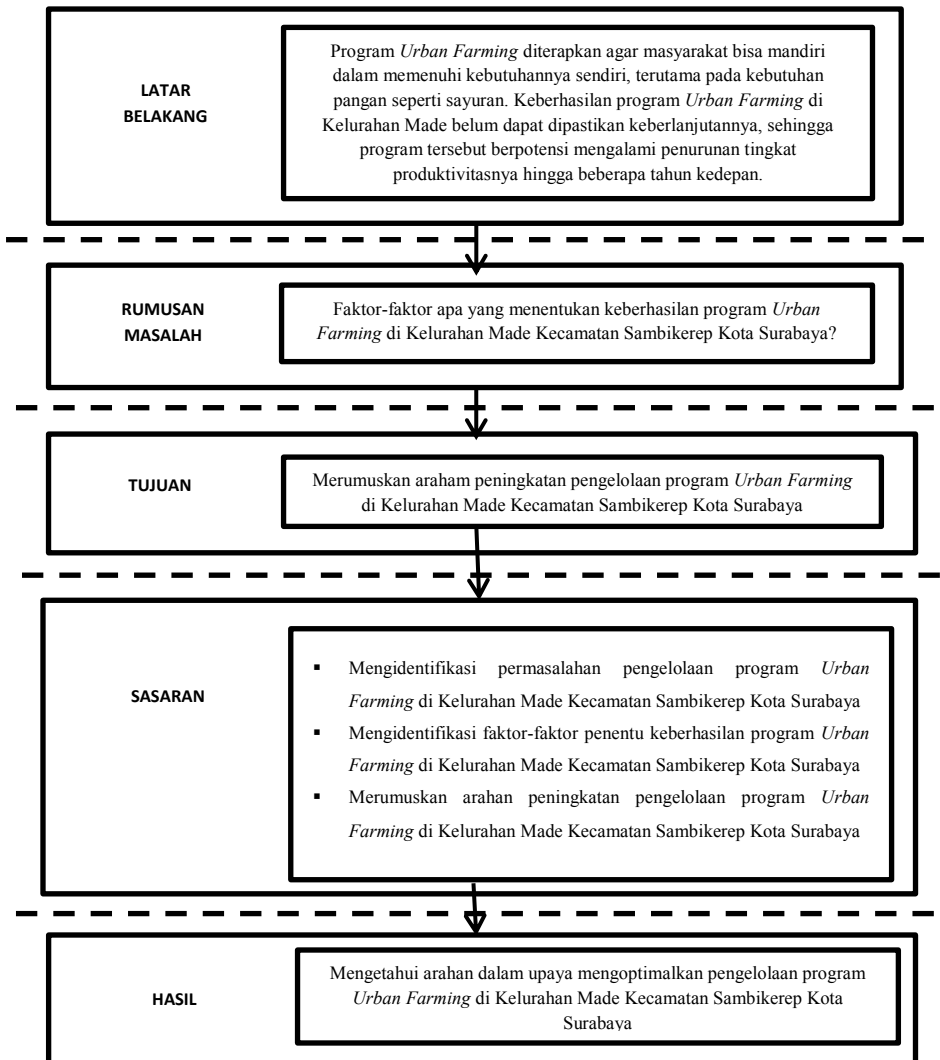 LATAR
BELAKANG
Program Urban Farming diterapkan agar masyarakat bisa mandiri
dalam memenuhi kebutuhannya sendiri, terutama pada kebutuhan
pangan seperti sayuran. Keberhasilan program Urban Farming di
Kelurahan Made belum dapat dipastikan keberlanjutannya, sehingga
program tersebut berpotensi mengalami penurunan tingkat
produktivitasnya hingga beberapa tahun kedepan.
RUMUSAN
MASALAH
Faktor-faktor apa yang menentukan keberhasilan program Urban
Farming di Kelurahan Made Kecamatan Sambikerep Kota Surabaya?
TUJUAN
Merumuskan araham peningkatan pengelolaan program Urban Farming
di Kelurahan Made Kecamatan Sambikerep Kota Surabaya
SASARAN
▪ Mengidentifikasi permasalahan pengelolaan program Urban
Farming di Kelurahan Made Kecamatan Sambikerep Kota Surabaya
▪ Mengidentifikasi faktor-faktor penentu keberhasilan program Urban
Farming di Kelurahan Made Kecamatan Sambikerep Kota Surabaya
▪ Merumuskan arahan peningkatan pengelolaan program Urban
Farming di Kelurahan Made Kecamatan Sambikerep Kota Surabaya
HASIL
Mengetahui arahan dalam upaya mengoptimalkan pengelolaan program
Urban Farming di Kelurahan Made Kecamatan Sambikerep Kota
Surabaya